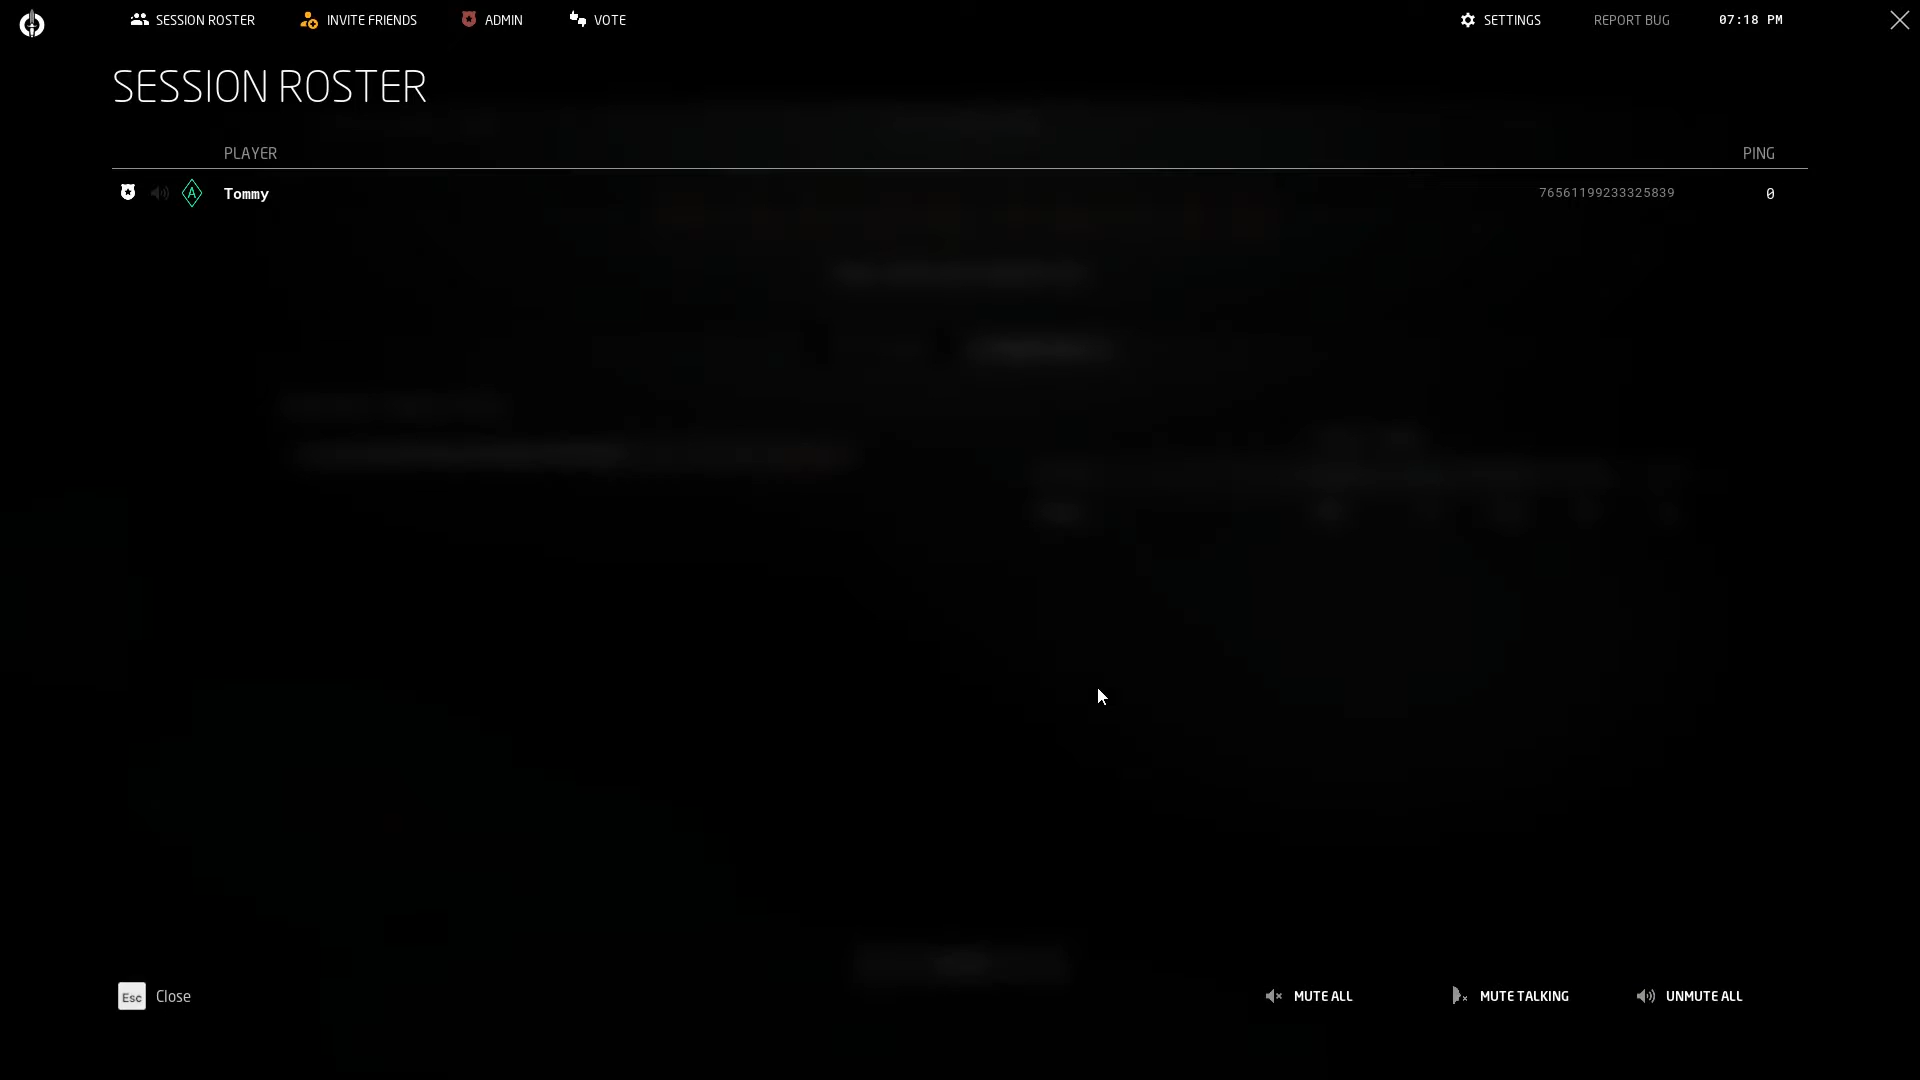 SESSION ROSTER INVITE FRIENDS ADMIN VOTE SETTINGS REPORT BUG 07:18 PM
SESSION ROSTER
PLAYER PING
A Tommy 76561199233325839 0
Esc Close MUTE ALL MUTE TALKING UNMUTE ALL